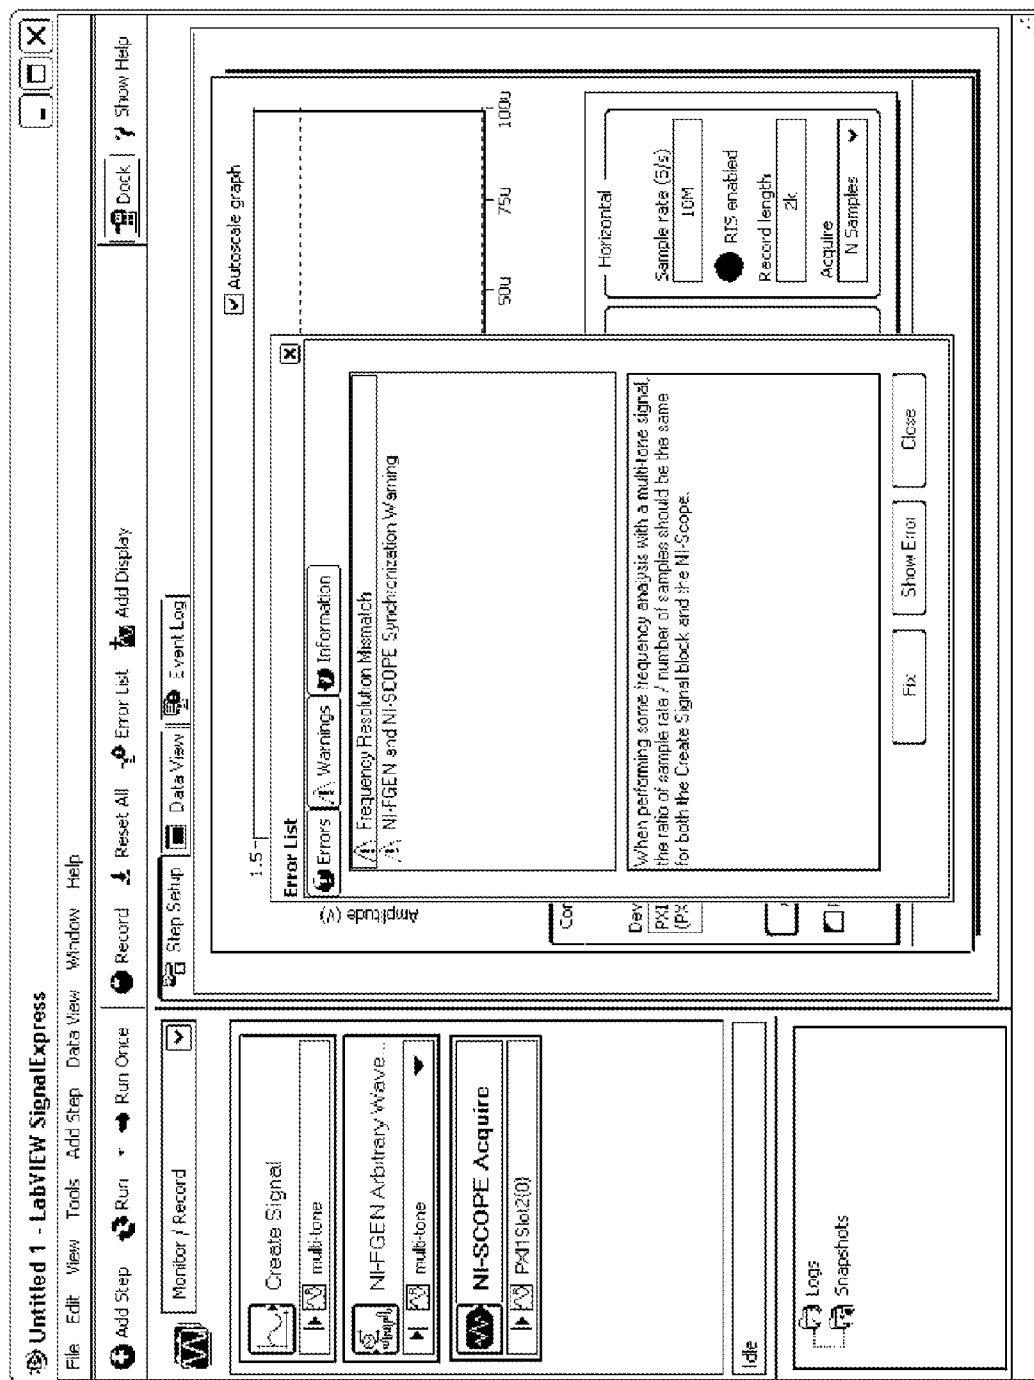 Untitled 1 - LabVIEW SignalExpress
File Edit View Tools Add Step Data View Window Help
Add Step Run Run Once Record Reset All Error List Add Display Dock ? Show Help
Monitor / Record
Step Setup Data View Event Log
Create Signal
multi-tone
NI-FGEN Arbitrary Wave...
multi-tone
NI-SCOPE Acquire
PXI1Slot2{0}
Idle
Logs
Snapshots
Autoscale graph
1.5
Amplitude (V)
50u 75u 100u
Error List
Errors Warnings Information
Frequency Resolution Mismatch
NI-FGEN and NI-SCOPE Synchronization Warning
When performing some frequency analysis with a multi-tone signal,
the ratio of sample rate / number of samples should be the same
for both the Create Signal block and the NI-Scope.
Fix Show Error Close
Con
Dev
PXI
(PX
Horizontal
Sample rate (S/s)
10M
RIS enabled
Record length
2k
Acquire
N Samples